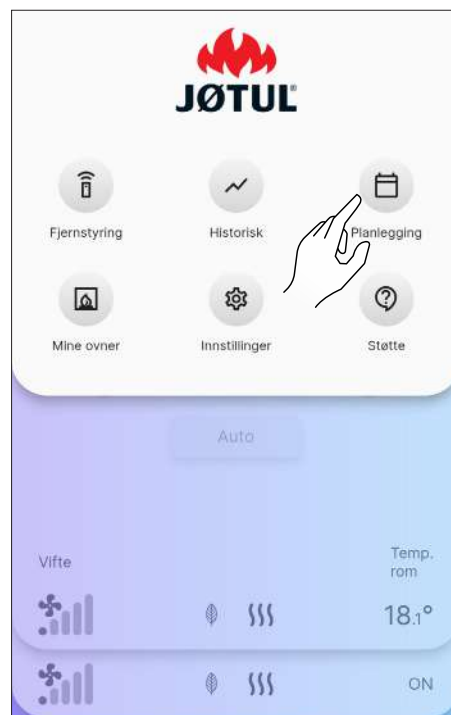 JØTUL
Fjernstyring
Historisk
Planlegging
Mine ovner
Innstillinger
Støtte
Auto
Vifte
Temp.
rom
18.1°
ON